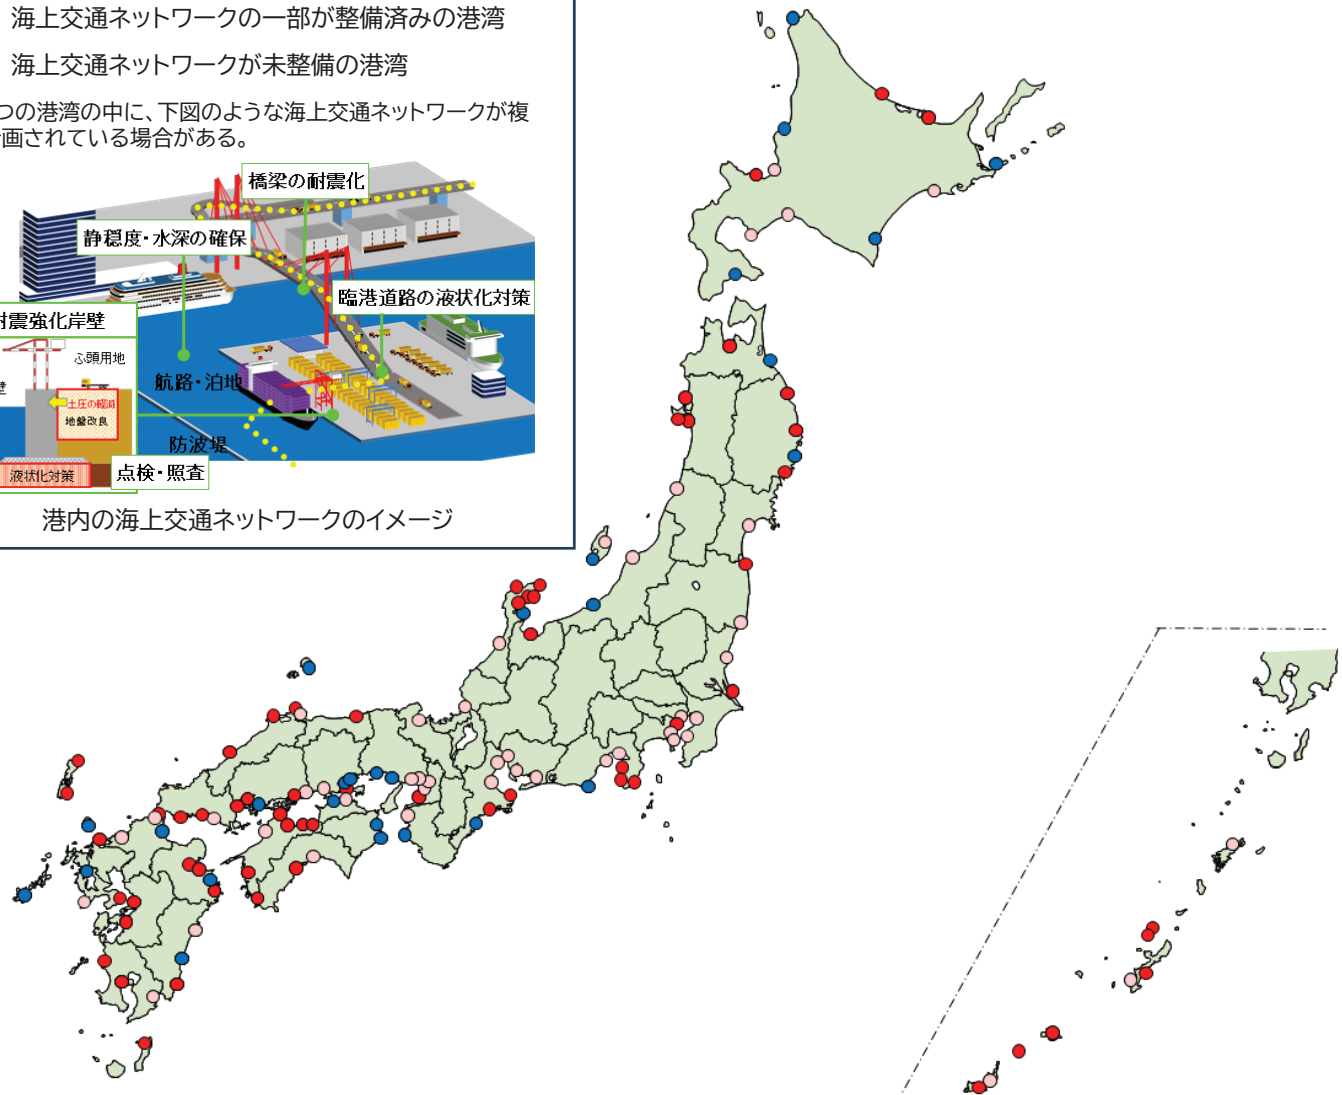 海上交通ネットワークの一部が整備済みの港湾
海上交通ネットワークが未整備の港湾
つの港湾の中に、下図のような海上交通ネットワークが複
画されている場合がある。
橋梁の耐震化
静穏度・水深の確保
臨港道路の液状化対策
耐震強化岸壁
ふ頭用地
壁
土圧の軽減
地盤改良
航路・泊地
防波堤
液状化対策
点検・照査
港内の海上交通ネットワークのイメージ